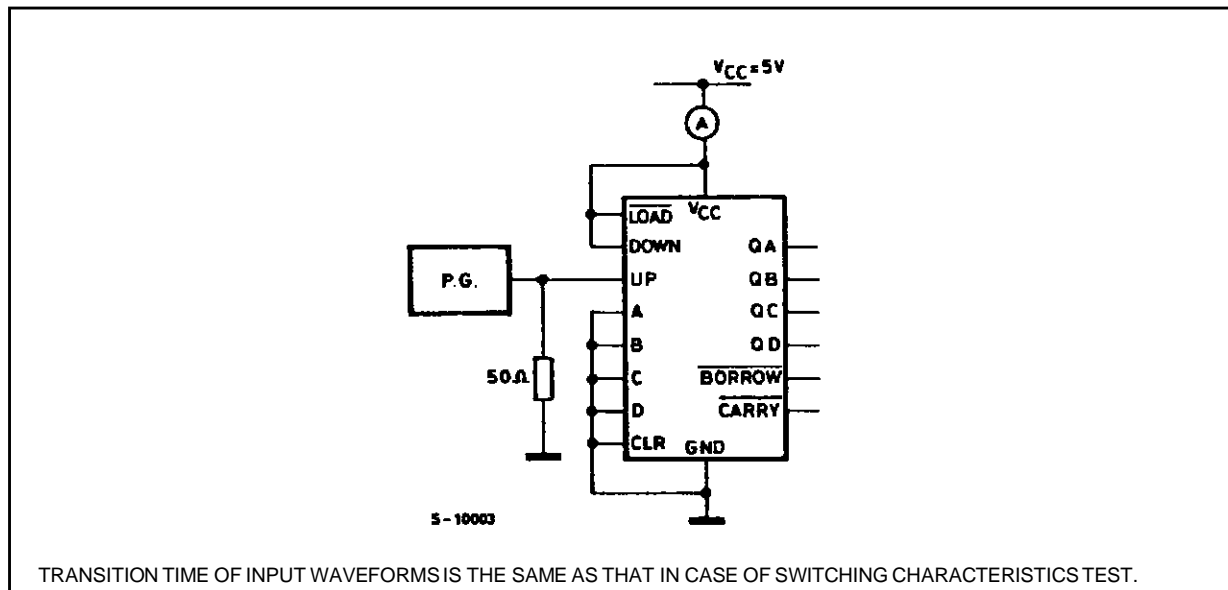 VCC=5V
A
LOAD VCC
DOWN QA
P.G. UP QB
A QC
B QD
50Ω C BORROW
D CARRY
CLR GND
S-10003
TRANSITION TIME OF INPUT WAVEFORMS IS THE SAME AS THAT IN CASE OF SWITCHING CHARACTERISTICS TEST.